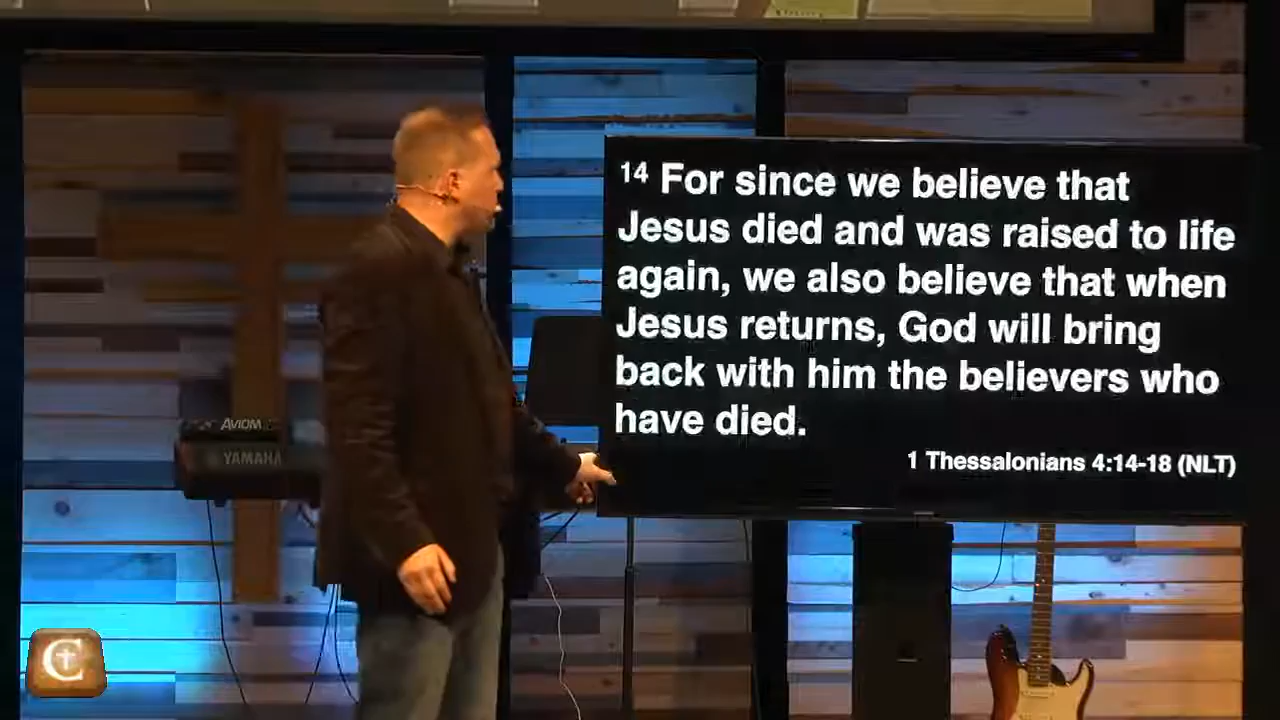 14 For since we believe that
Jesus died and was raised to life
again, we also believe that when
Jesus returns, God will bring
back with him the believers who
have died.
1 Thessalonians 4:14-18 (NLT)
AVIOM
YAMAHA
C